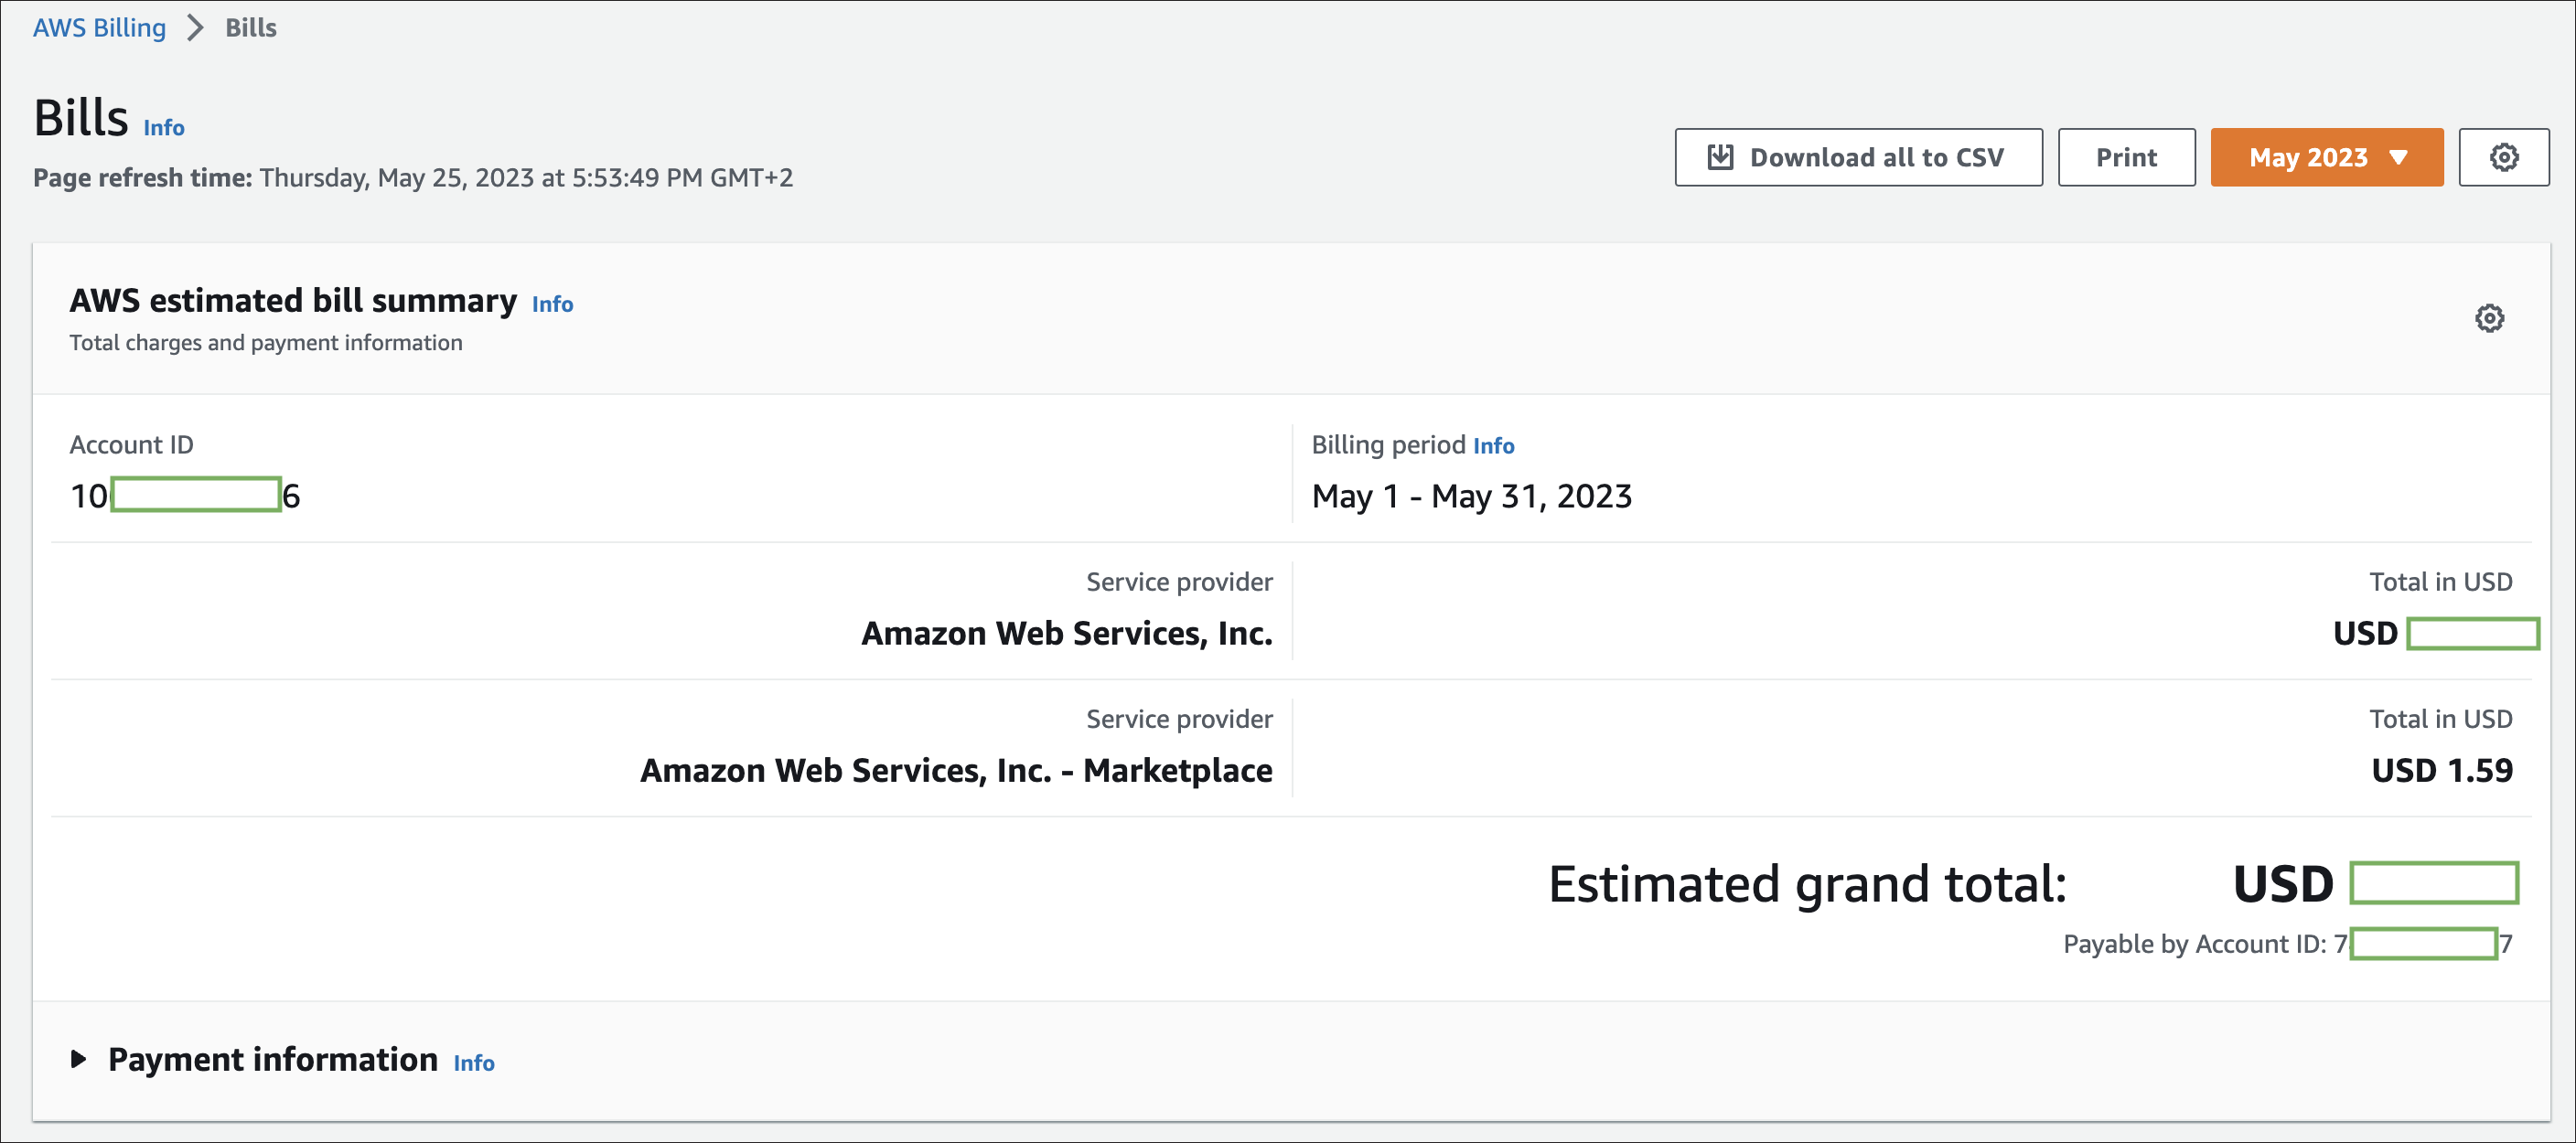 AWS Billing > Bills
Bills Info
Page refresh time: Thursday, May 25, 2023 at 5:53:49 PM GMT+2
Download all to CSV
Print
May 2023
AWS estimated bill summary Info
Total charges and payment information
Account ID
10 6
Billing period Info
May 1 - May 31, 2023
Service provider
Amazon Web Services, Inc.
Total in USD
USD
Service provider
Amazon Web Services, Inc. - Marketplace
Total in USD
USD 1.59
Estimated grand total: USD
Payable by Account ID: 7 7
Payment information Info